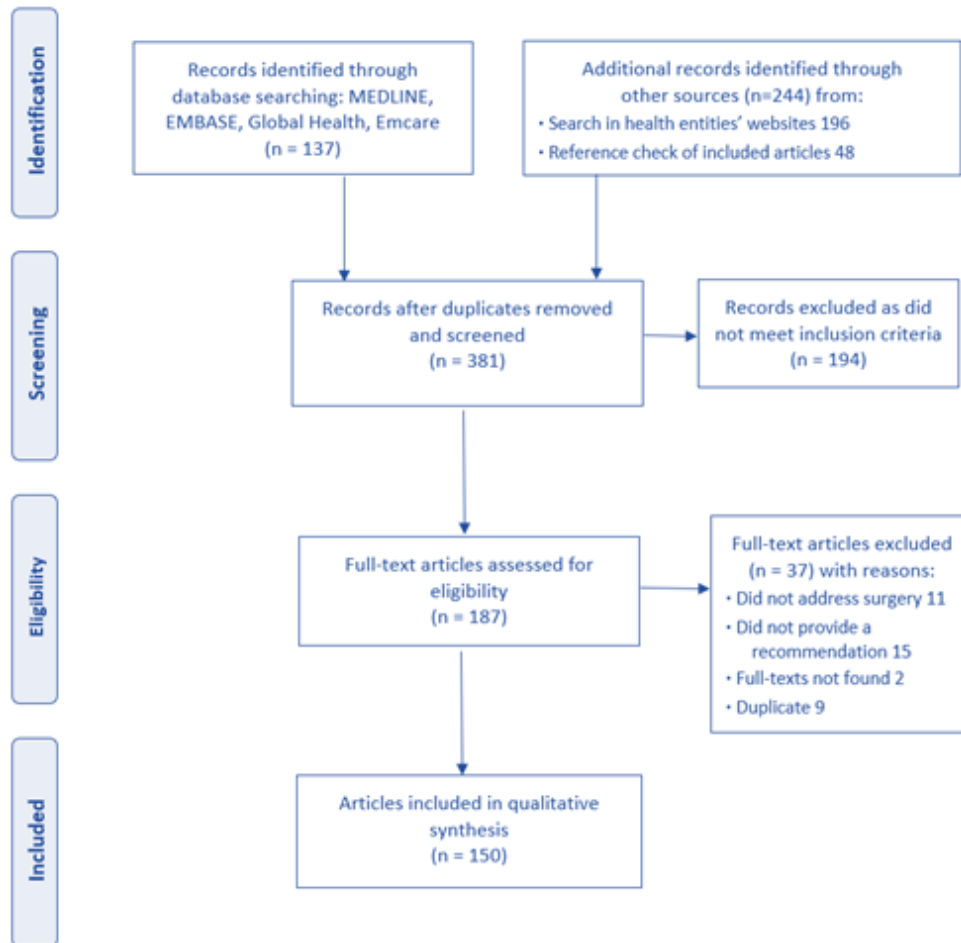 Identification
Records identified through
database searching: MEDLINE,
EMBASE, Global Health, Emcare
(n = 137)
Additional records identified through
other sources (n=244) from:
• Search in health entities' websites 196
• Reference check of included articles 48
Screening
Records after duplicates removed
and screened
(n = 381)
Records excluded as did
not meet inclusion criteria
(n = 194)
Eligibility
Full-text articles assessed for
eligibility
(n = 187)
Full-text articles excluded
(n = 37) with reasons:
• Did not address surgery 11
• Did not provide a
recommendation 15
• Full-texts not found 2
• Duplicate 9
Included
Articles included in qualitative
synthesis
(n = 150)